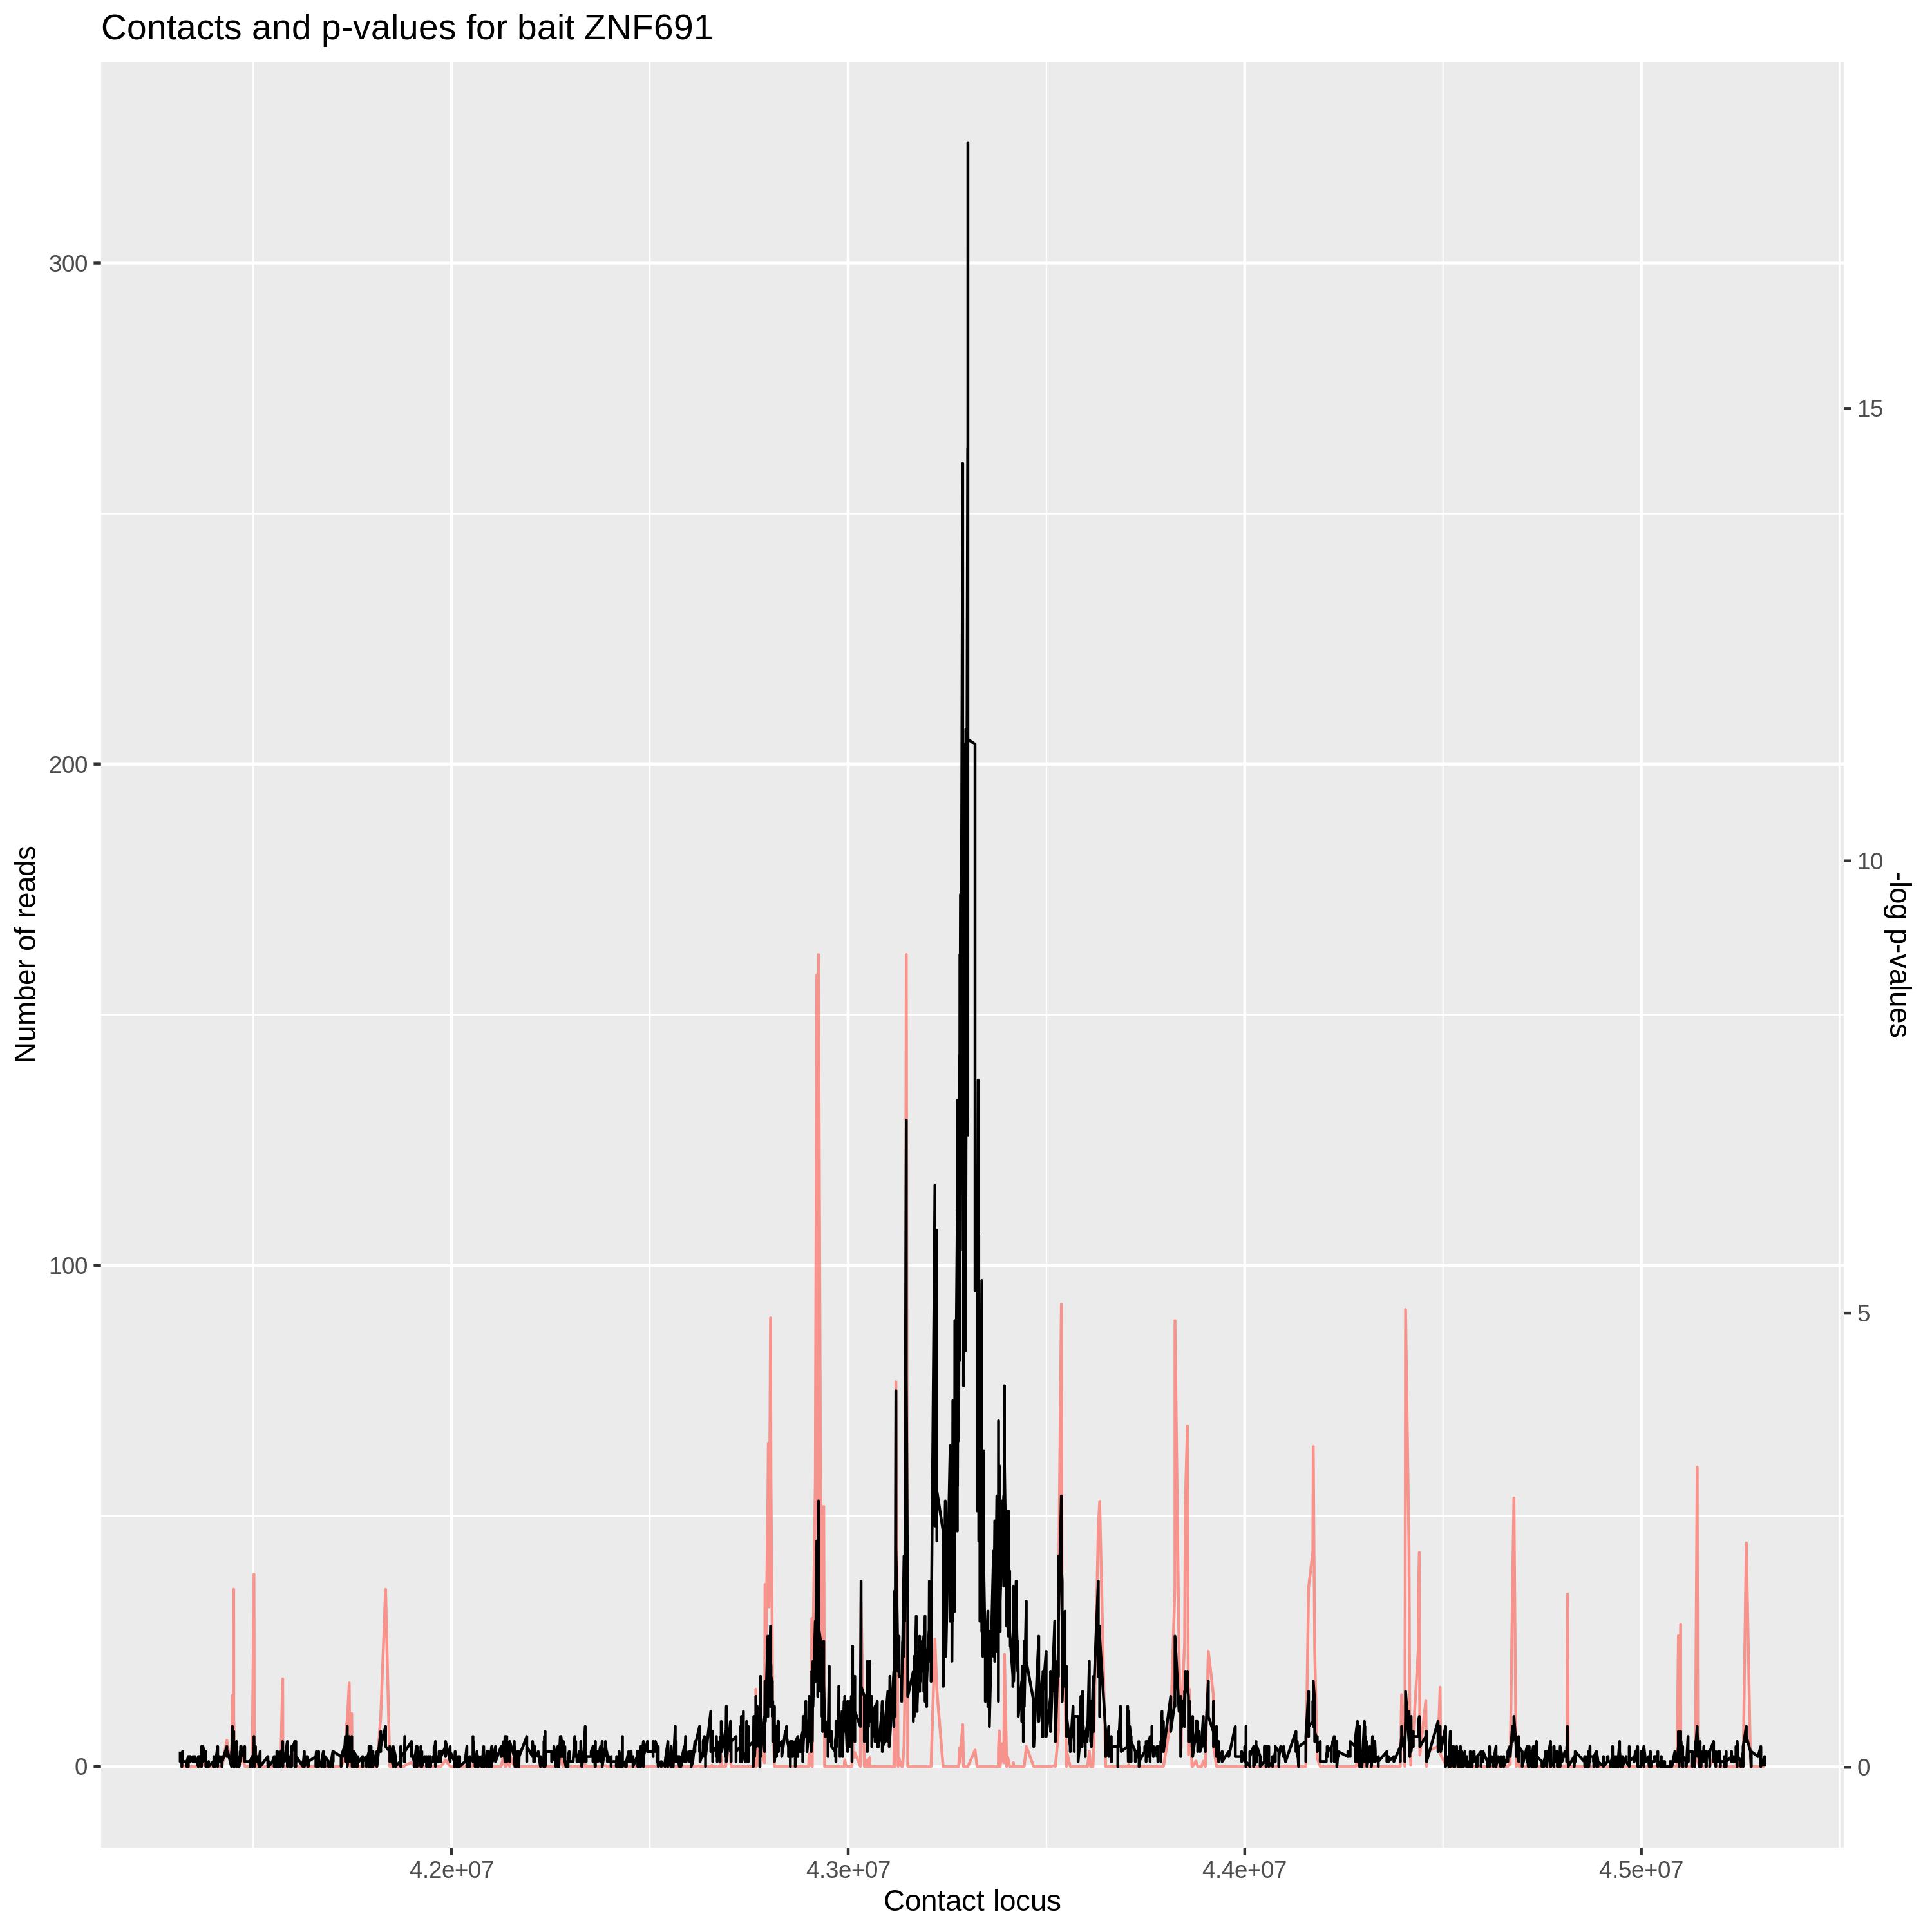 Contacts and p-values for bait ZNF691
300
200
100
0
Number of reads
15
10
5
0
-log p-values
4.2e+07 4.3e+07 4.4e+07 4.5e+07
Contact locus